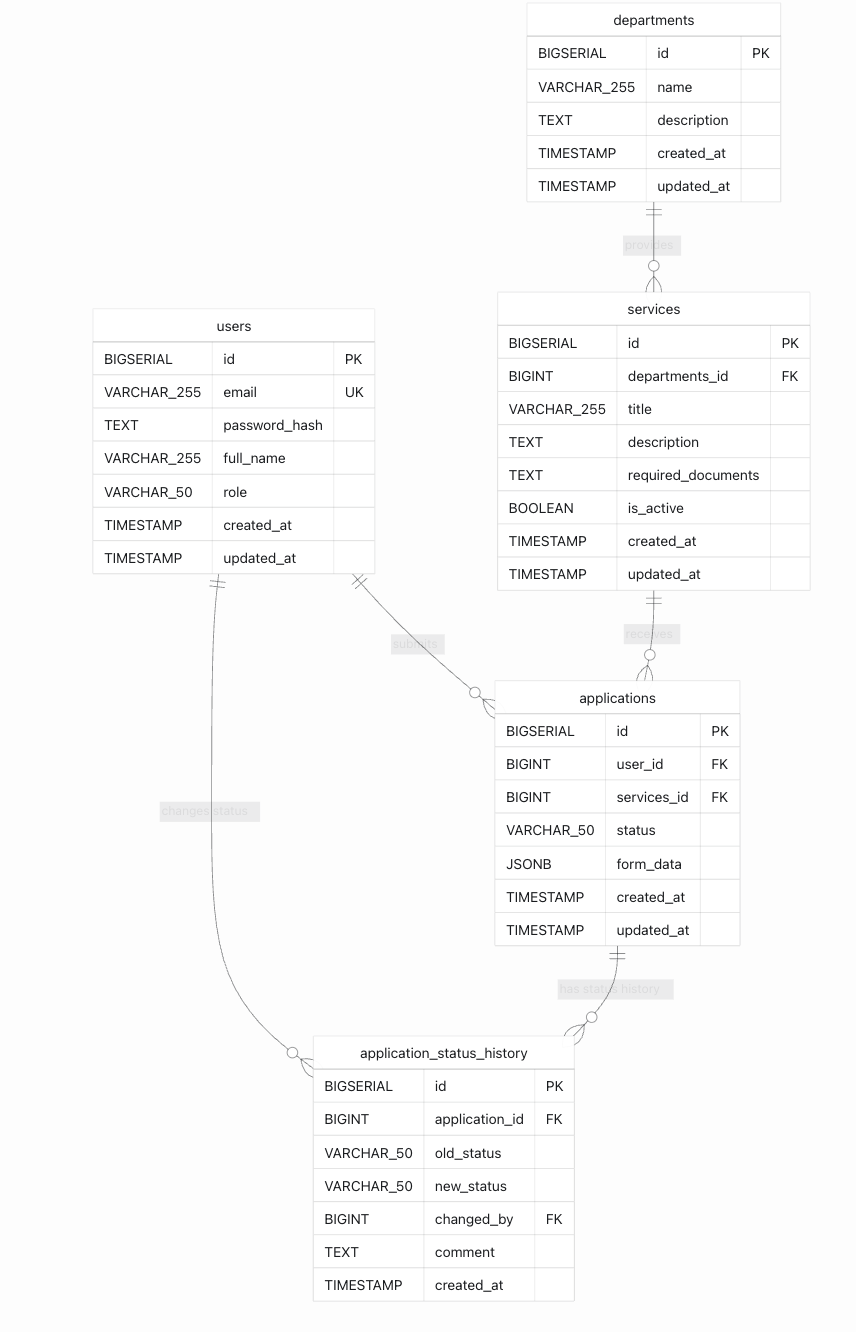 departments
BIGSERIAL id PK
VARCHAR_255 name
TEXT description
TIMESTAMP created_at
TIMESTAMP updated_at
provides
services
BIGSERIAL id PK
BIGINT departments_id FK
VARCHAR_255 title
TEXT description
TEXT required_documents
BOOLEAN is_active
TIMESTAMP created_at
TIMESTAMP updated_at
users
BIGSERIAL id PK
VARCHAR_255 email UK
TEXT password_hash
VARCHAR_255 full_name
VARCHAR_50 role
TIMESTAMP created_at
TIMESTAMP updated_at
submits
receives
applications
BIGSERIAL id PK
BIGINT user_id FK
BIGINT services_id FK
VARCHAR_50 status
JSONB form_data
TIMESTAMP created_at
TIMESTAMP updated_at
changes status
has status history
application_status_history
BIGSERIAL id PK
BIGINT application_id FK
VARCHAR_50 old_status
VARCHAR_50 new_status
BIGINT changed_by FK
TEXT comment
TIMESTAMP created_at